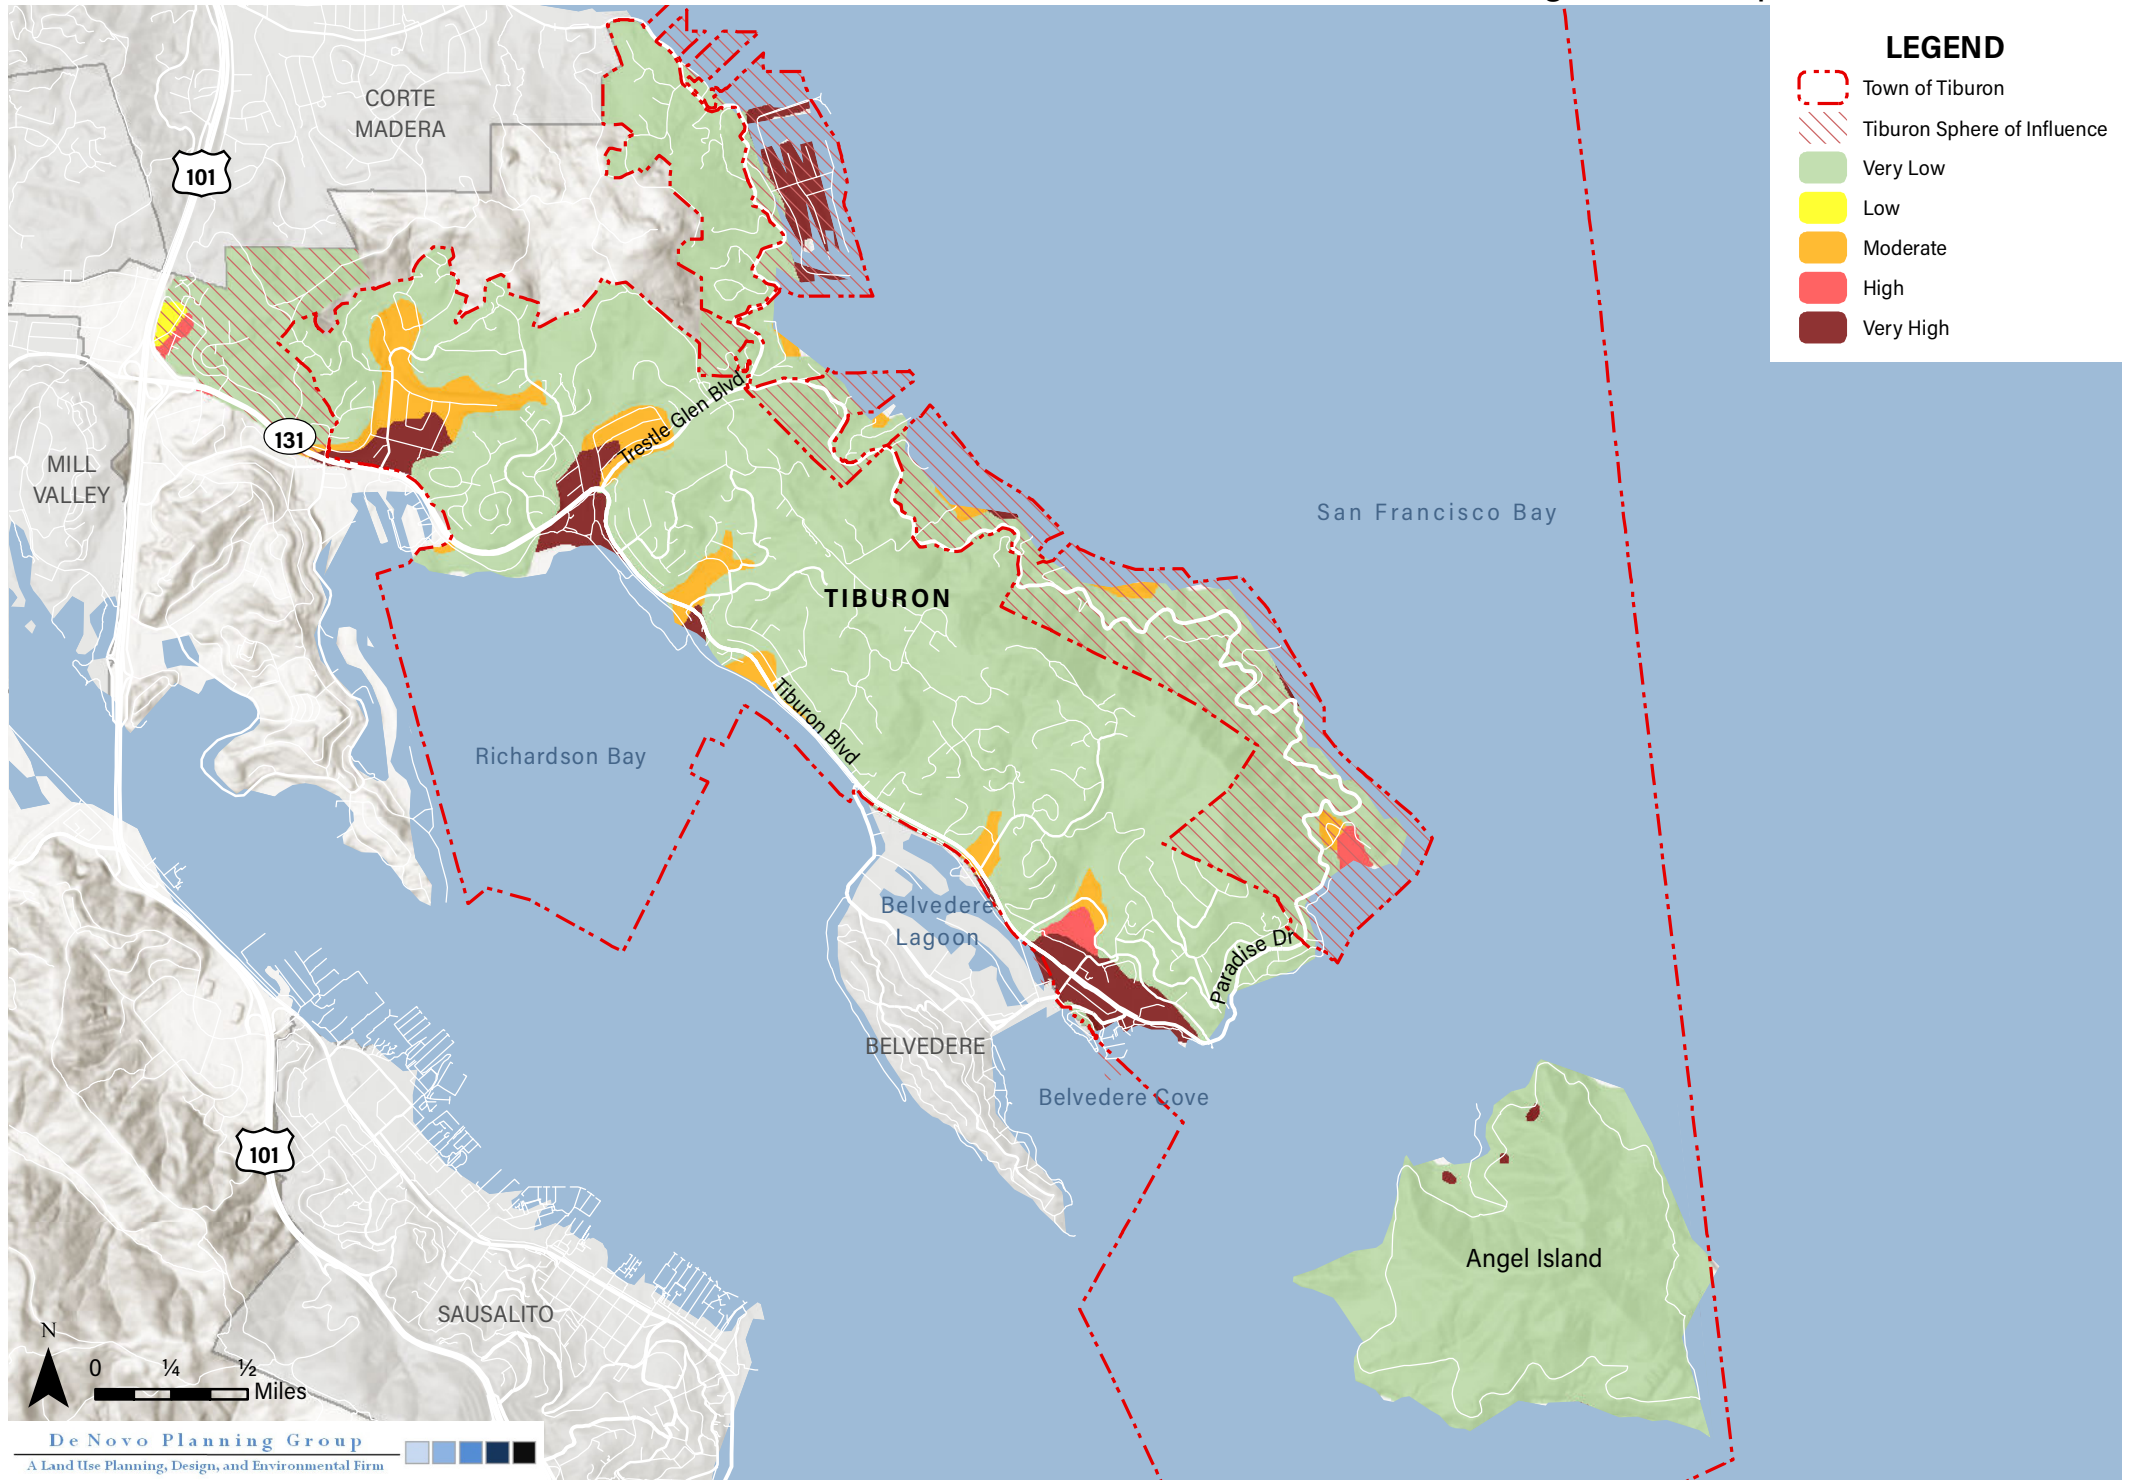 LEGEND
Town of Tiburon
Tiburon Sphere of Influence
Very Low
Low
Moderate
High
Very High
CORTE
MADERA
101
131
MILL
VALLEY
Trestle Glen Blvd
San Francisco Bay
TIBURON
Tiburon Blvd
Richardson Bay
Belvedere
Lagoon
Paradise Dr
BELVEDERE
Belvedere Cove
101
Angel Island
SAUSALITO
N
0 ¼ ½
Miles
De Novo Planning Group
A Land Use Planning, Design, and Environmental Firm